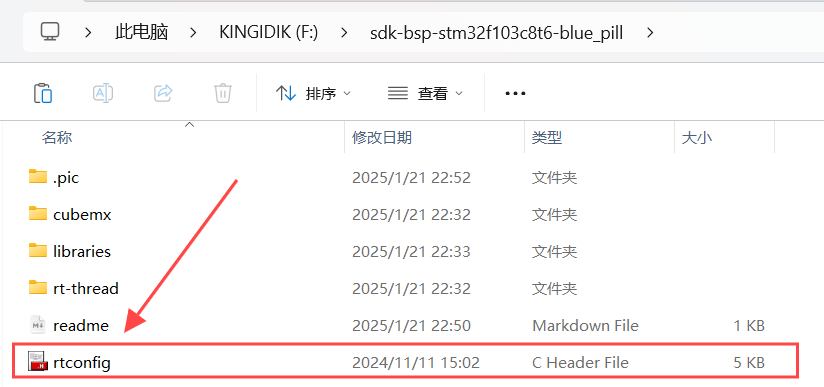 此电脑 > KINGIDIK (F:) > sdk-bsp-stm32f103c8t6-blue_pill >
排序 查看
名称 修改日期 类型 大小
.pic 2025/1/21 22:52 文件夹
cubemx 2025/1/21 22:32 文件夹
libraries 2025/1/21 22:33 文件夹
rt-thread 2025/1/21 22:32 文件夹
readme 2025/1/21 22:50 Markdown File 1 KB
rtconfig 2024/11/11 15:02 C Header File 5 KB